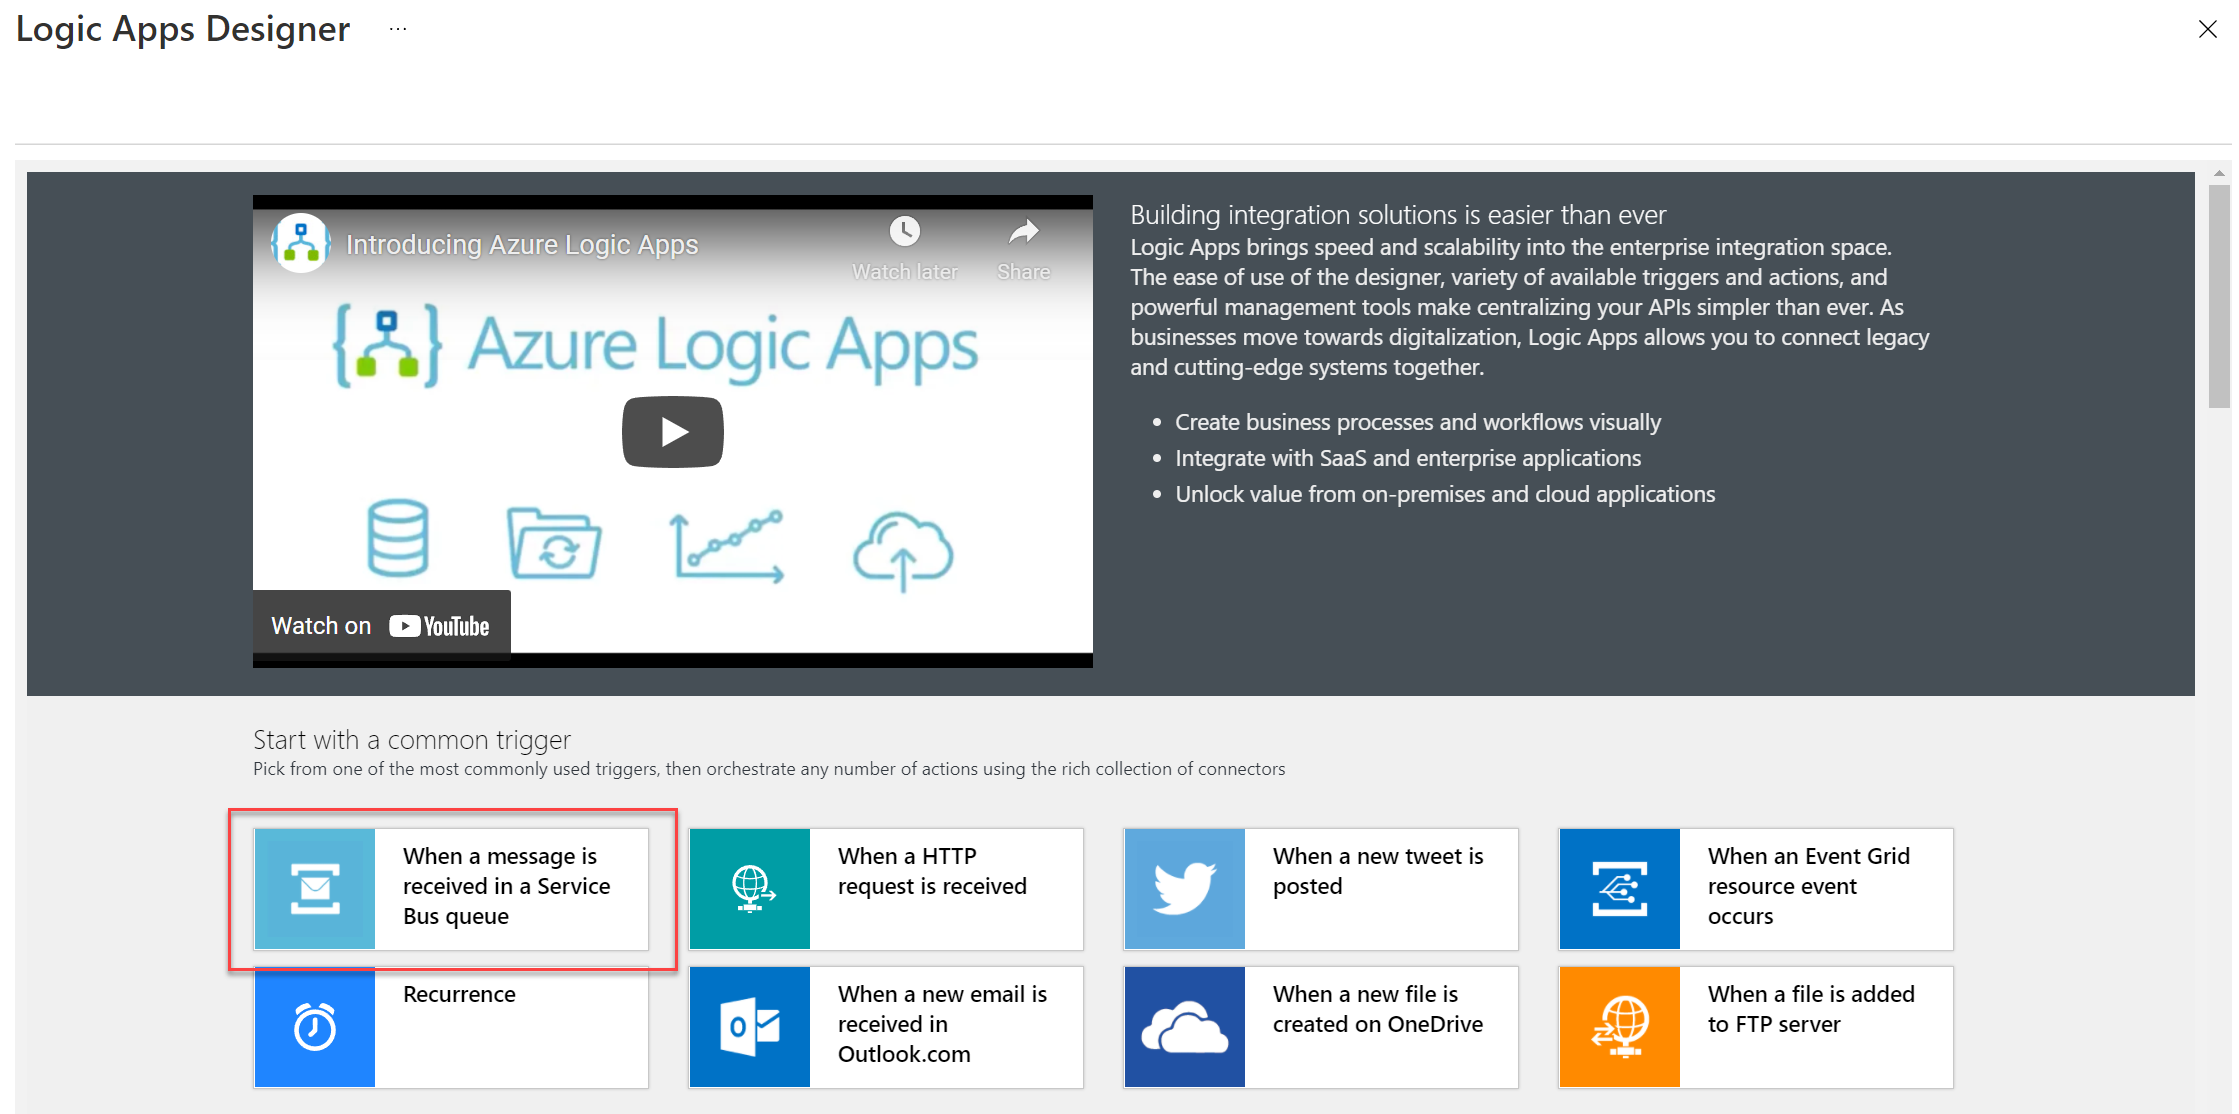 Logic Apps Designer ...
Introducing Azure Logic Apps
Watch later
Share
Azure Logic Apps
Watch on YouTube
Building integration solutions is easier than ever
Logic Apps brings speed and scalability into the enterprise integration space.
The ease of use of the designer, variety of available triggers and actions, and
powerful management tools make centralizing your APIs simpler than ever. As
businesses move towards digitalization, Logic Apps allows you to connect legacy
and cutting-edge systems together.
• Create business processes and workflows visually
• Integrate with SaaS and enterprise applications
• Unlock value from on-premises and cloud applications
Start with a common trigger
Pick from one of the most commonly used triggers, then orchestrate any number of actions using the rich collection of connectors
When a message is
received in a Service
Bus queue
When a HTTP
request is received
When a new tweet is
posted
When an Event Grid
resource event
occurs
Recurrence
When a new email is
received in
Outlook.com
When a new file is
created on OneDrive
When a file is added
to FTP server